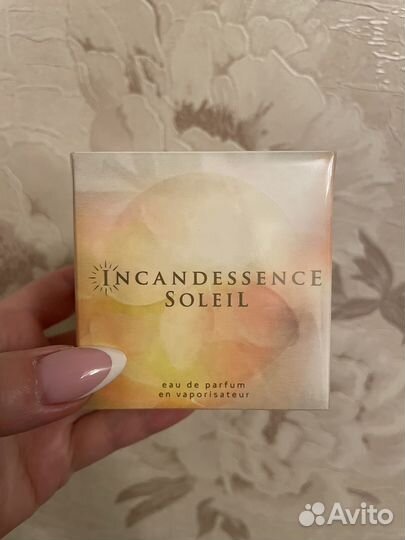 INCANDESSENCE
SOLEIL
eau de parfum
en vaporisateur
Avito